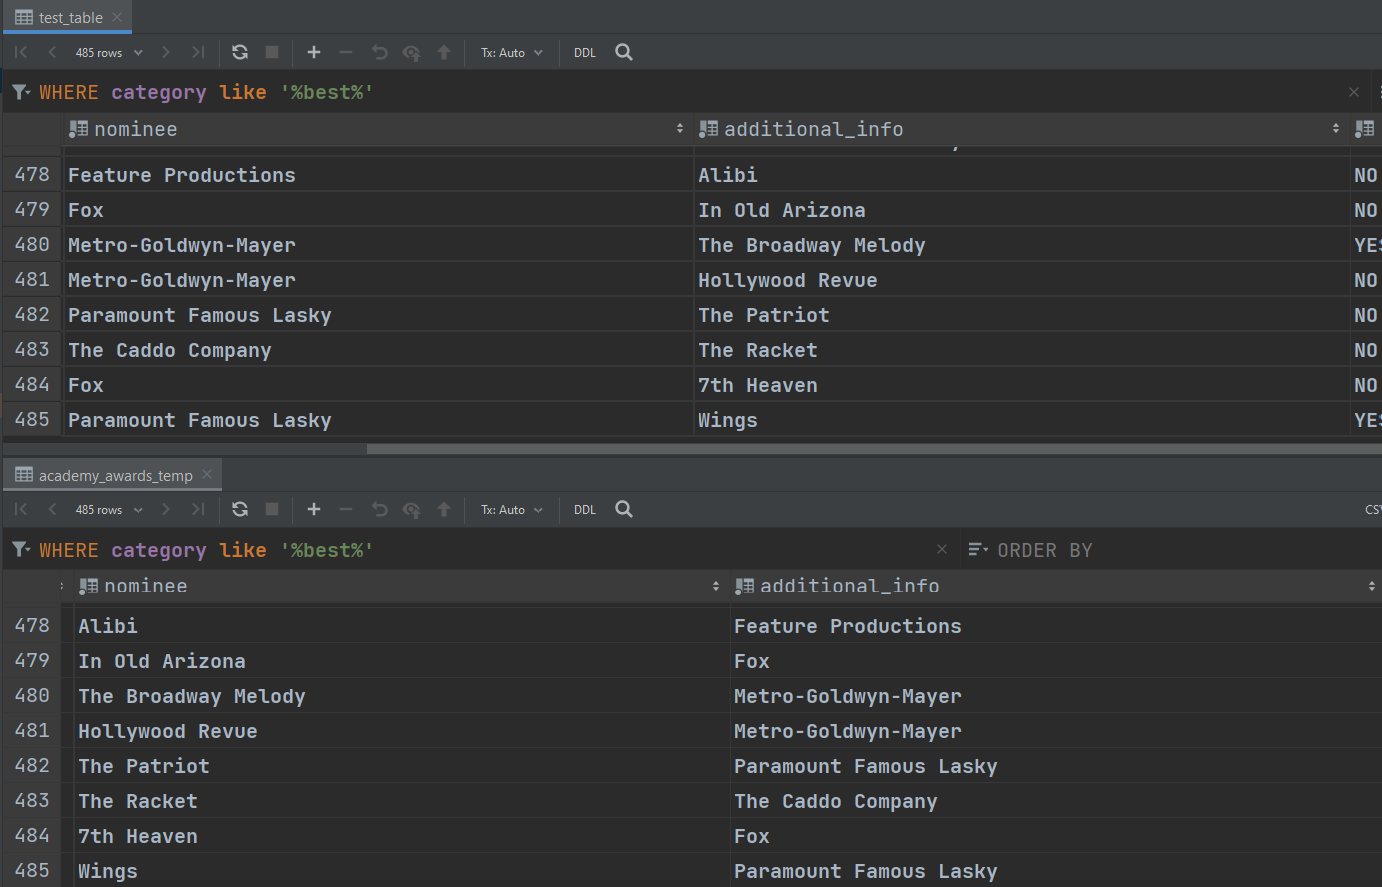 test_table
485 rows Tx: Auto DDL
WHERE category like '%best%'
nominee additional_info
478 Feature Productions Alibi NO
479 Fox In Old Arizona NO
480 Metro-Goldwyn-Mayer The Broadway Melody YES
481 Metro-Goldwyn-Mayer Hollywood Revue NO
482 Paramount Famous Lasky The Patriot NO
483 The Caddo Company The Racket NO
484 Fox 7th Heaven NO
485 Paramount Famous Lasky Wings YES
academy_awards_temp
485 rows Tx: Auto DDL CSV
WHERE category like '%best%' ORDER BY
nominee additional_info
478 Alibi Feature Productions
479 In Old Arizona Fox
480 The Broadway Melody Metro-Goldwyn-Mayer
481 Hollywood Revue Metro-Goldwyn-Mayer
482 The Patriot Paramount Famous Lasky
483 The Racket The Caddo Company
484 7th Heaven Fox
485 Wings Paramount Famous Lasky